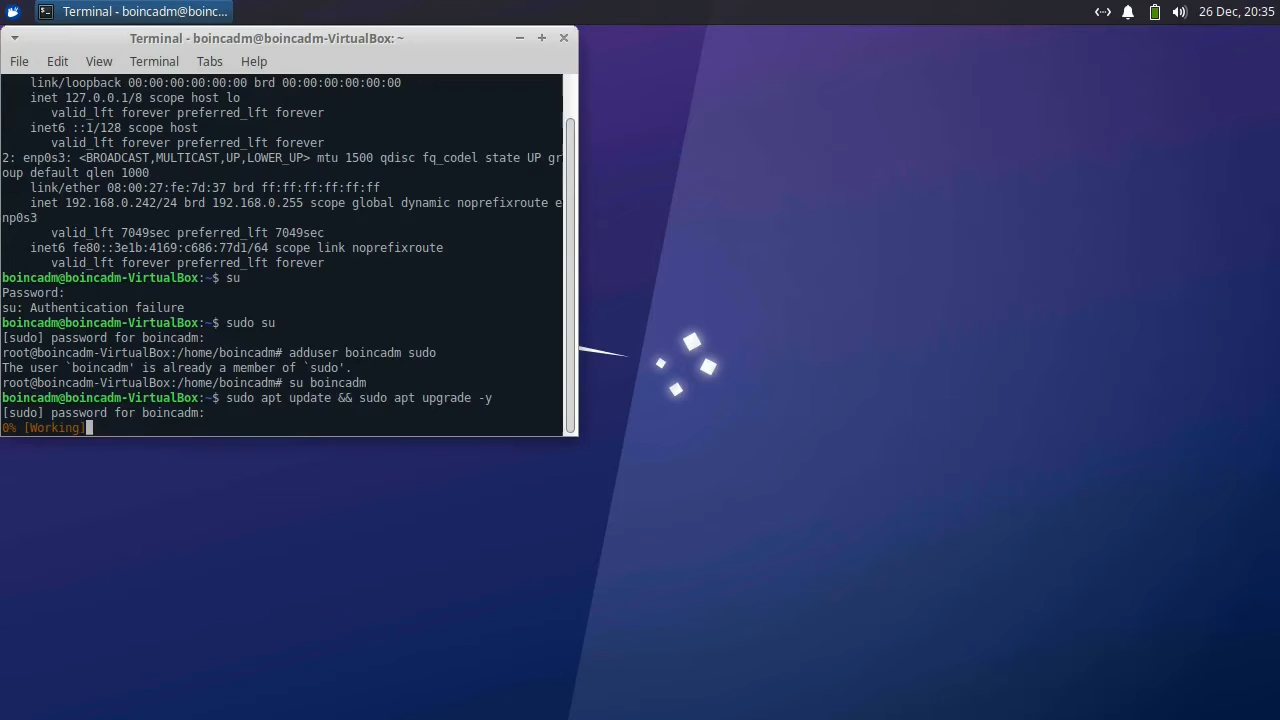 Terminal - boincadm@boinc...
26 Dec, 20:35
Terminal - boincadm@boincadm-VirtualBox: ~
File Edit View Terminal Tabs Help
link/loopback 00:00:00:00:00:00 brd 00:00:00:00:00:00
inet 127.0.0.1/8 scope host lo
valid_lft forever preferred_lft forever
inet6 ::1/128 scope host
valid_lft forever preferred_lft forever
2: enp0s3: <BROADCAST,MULTICAST,UP,LOWER_UP> mtu 1500 qdisc fq_codel state UP gr
oup default qlen 1000
link/ether 08:00:27:fe:7d:37 brd ff:ff:ff:ff:ff:ff
inet 192.168.0.242/24 brd 192.168.0.255 scope global dynamic noprefixroute e
np0s3
valid_lft 7049sec preferred_lft 7049sec
inet6 fe80::3e1b:4169:c686:77d1/64 scope link noprefixroute
valid_lft forever preferred_lft forever
boincadm@boincadm-VirtualBox:~$ su
Password:
su: Authentication failure
boincadm@boincadm-VirtualBox:~$ sudo su
[sudo] password for boincadm:
root@boincadm-VirtualBox:/home/boincadm# adduser boincadm sudo
The user `boincadm' is already a member of `sudo'.
root@boincadm-VirtualBox:/home/boincadm# su boincadm
boincadm@boincadm-VirtualBox:~$ sudo apt update && sudo apt upgrade -y
[sudo] password for boincadm:
0% [Working]